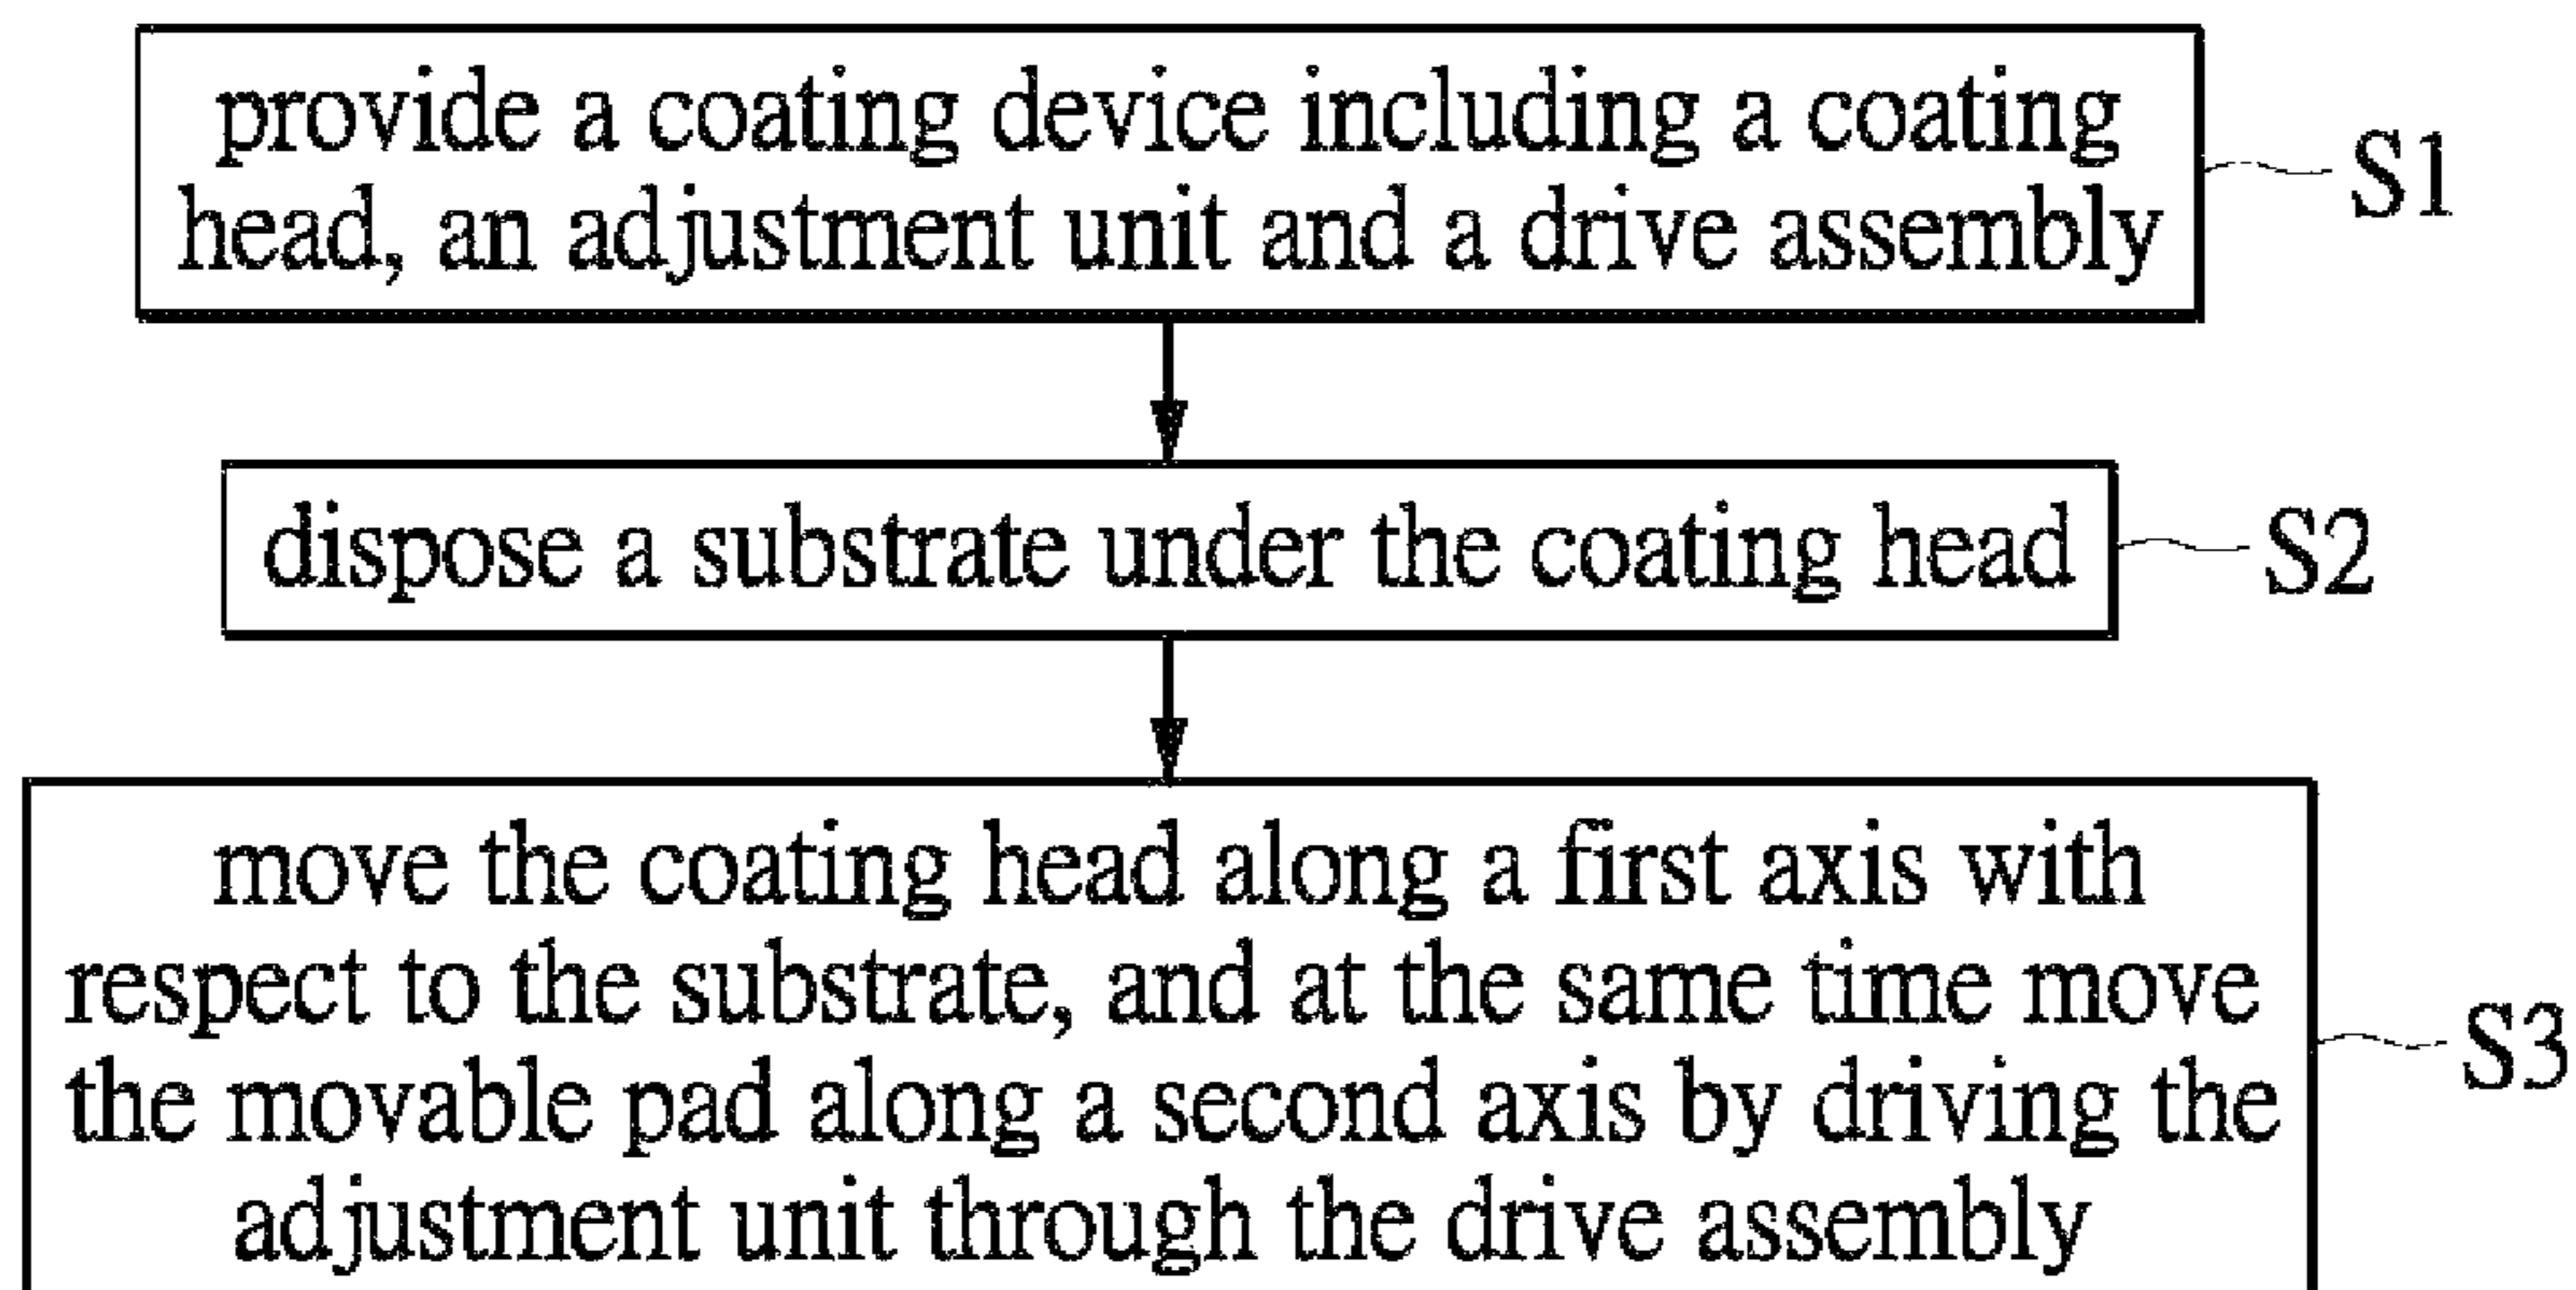 provide a coating device including a coating
head, an adjustment unit and a drive assembly
S1
dispose a substrate under the coating head
S2
move the coating head along a first axis with
respect to the substrate, and at the same time move
the movable pad along a second axis by driving the
adjustment unit through the drive assembly
S3